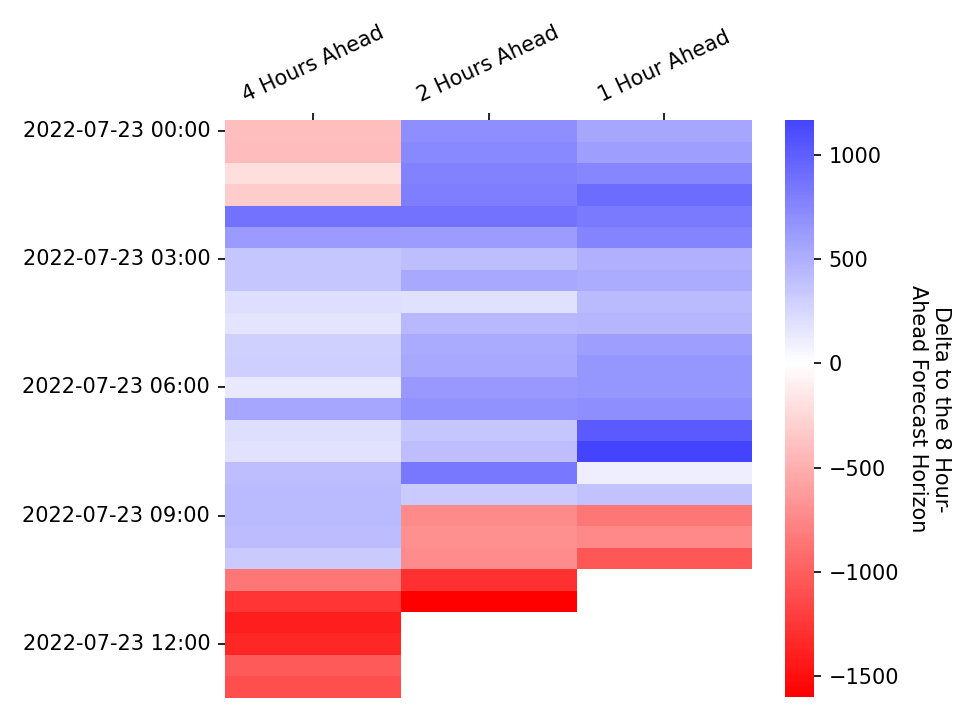 4 Hours Ahead
2 Hours Ahead
1 Hour Ahead
2022-07-23 00:00
2022-07-23 03:00
2022-07-23 06:00
2022-07-23 09:00
2022-07-23 12:00
1000
500
0
−500
−1000
−1500
Delta to the 8 Hour-
Ahead Forecast Horizon